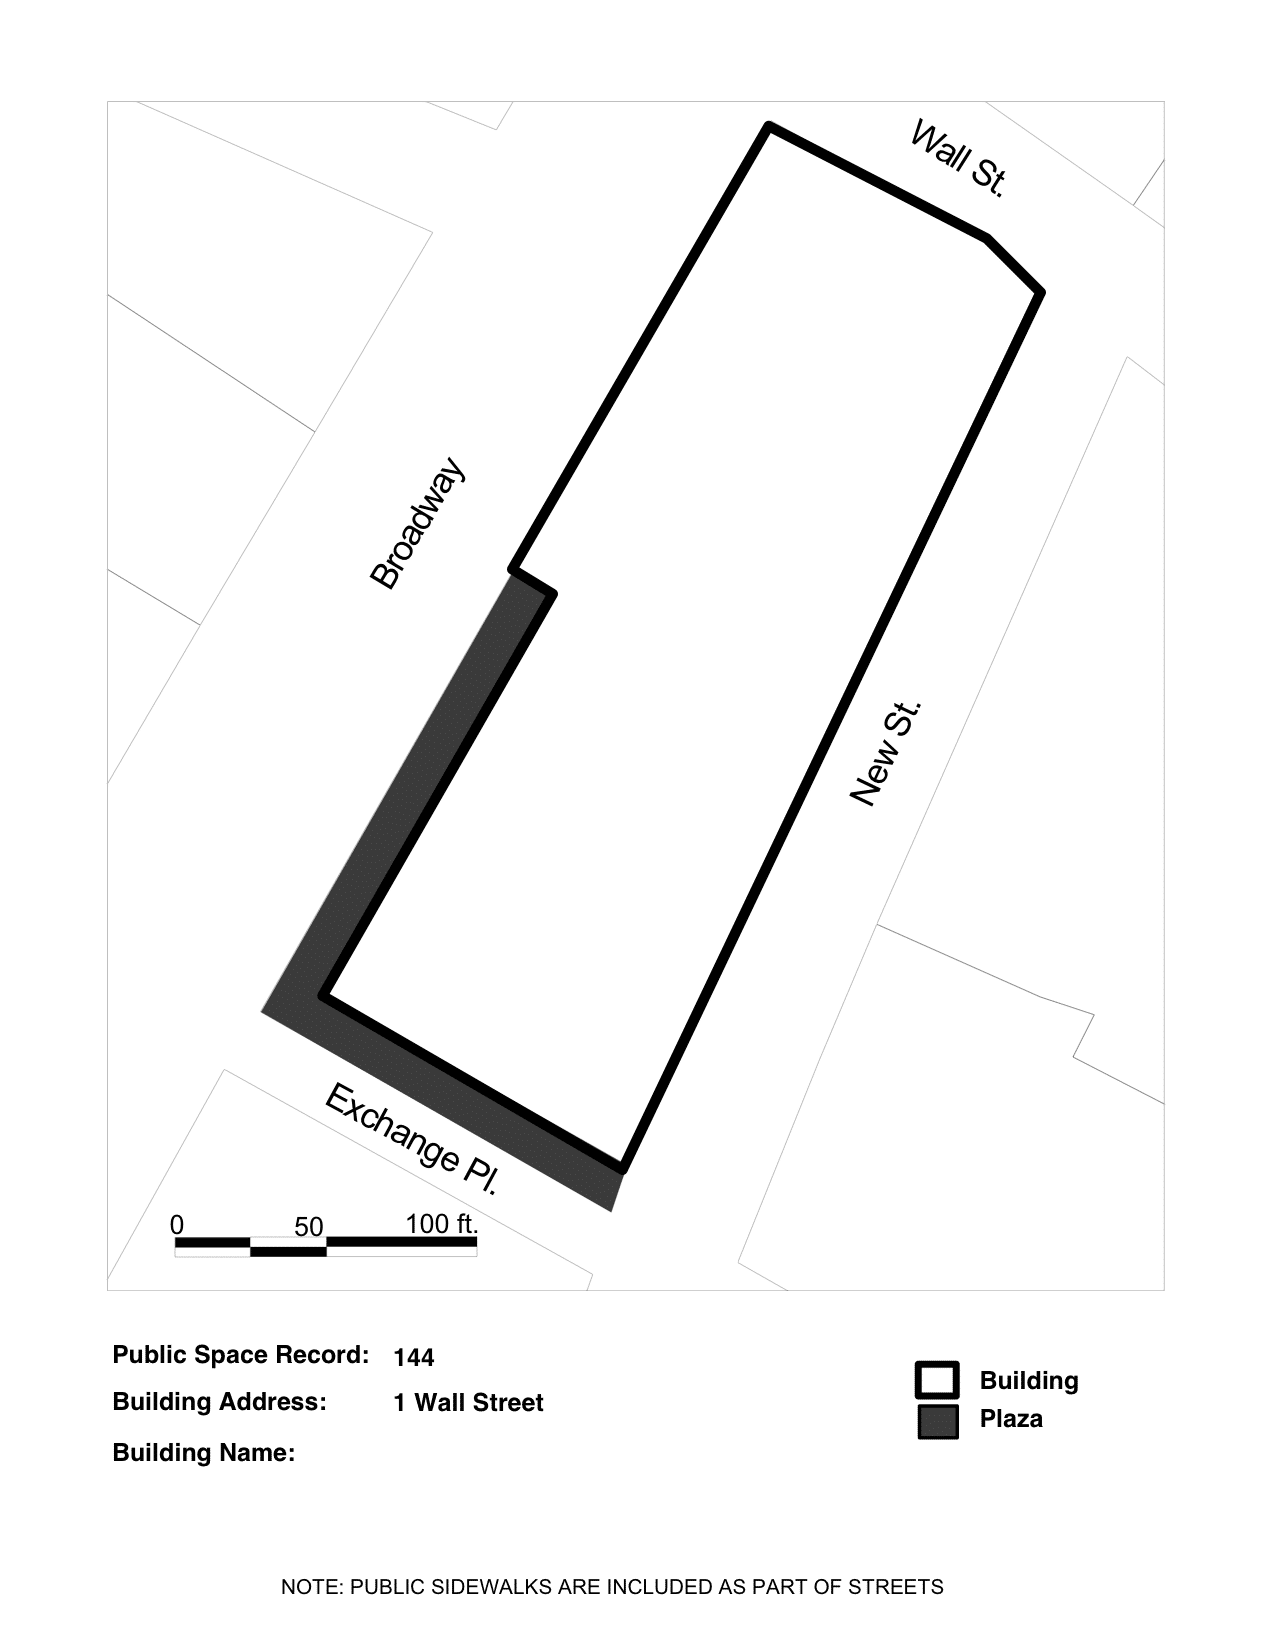 Wall St.
Broadway
New St.
Exchange Pl.
0 50 100 ft.
Public Space Record: 144
Building Address: 1 Wall Street
Building Name:
Building
Plaza
NOTE: PUBLIC SIDEWALKS ARE INCLUDED AS PART OF STREETS